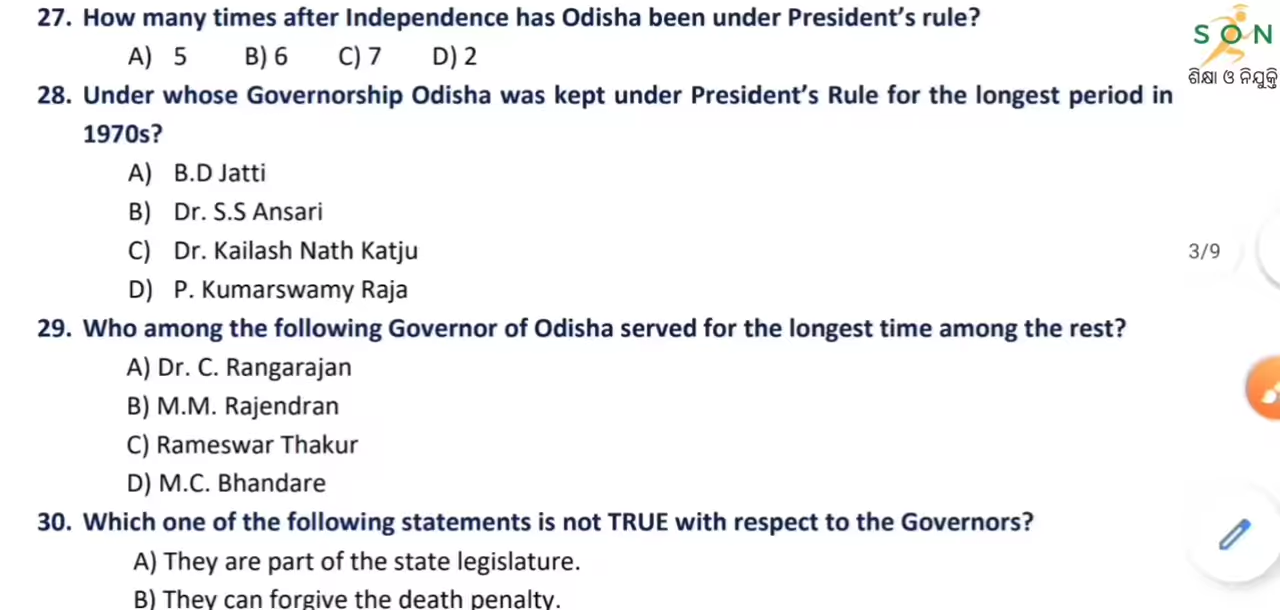 27. How many times after Independence has Odisha been under President's rule?
A) 5 B) 6 C) 7 D) 2
28. Under whose Governorship Odisha was kept under President's Rule for the longest period in
1970s?
A) B.D Jatti
B) Dr. S.S Ansari
C) Dr. Kailash Nath Katju
D) P. Kumarswamy Raja
29. Who among the following Governor of Odisha served for the longest time among the rest?
A) Dr. C. Rangarajan
B) M.M. Rajendran
C) Rameswar Thakur
D) M.C. Bhandare
30. Which one of the following statements is not TRUE with respect to the Governors?
A) They are part of the state legislature.
B) They can forgive the death penalty.
SON
ଶିକ୍ଷା ଓ ନିଯୁକ୍ତି
3/9